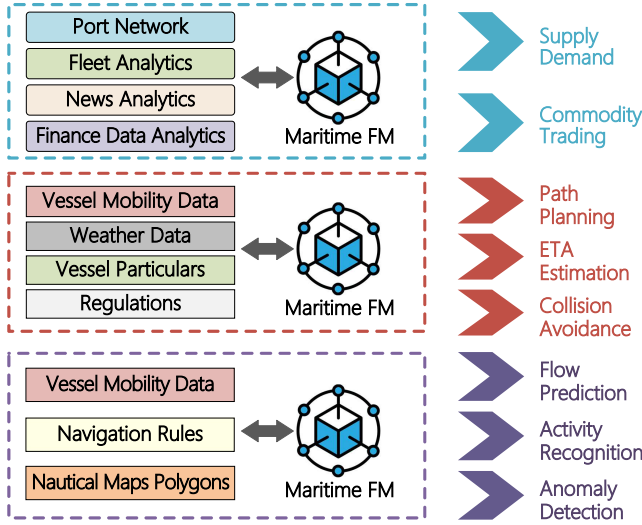 Port Network
Fleet Analytics
News Analytics
Finance Data Analytics
Maritime FM
Supply
Demand
Commodity
Trading
Vessel Mobility Data
Weather Data
Vessel Particulars
Regulations
Maritime FM
Path
Planning
ETA
Estimation
Collision
Avoidance
Vessel Mobility Data
Navigation Rules
Nautical Maps Polygons
Maritime FM
Flow
Prediction
Activity
Recognition
Anomaly
Detection